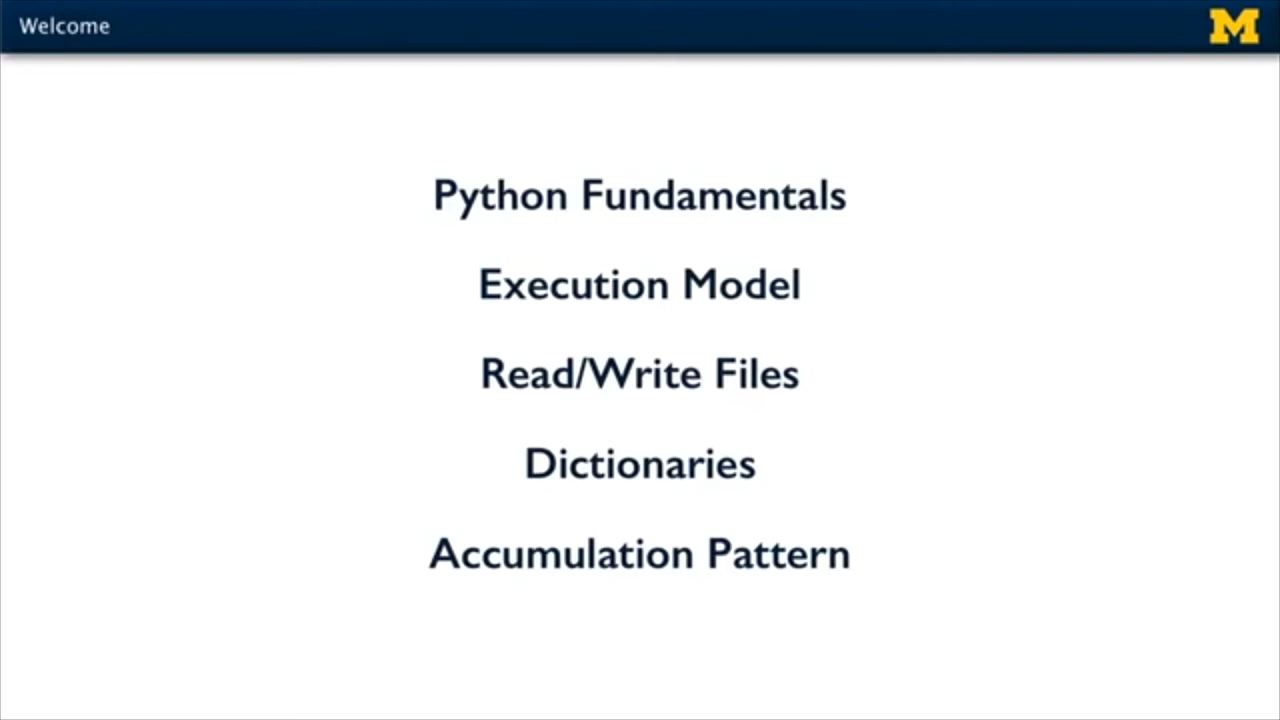 Welcome
M
Python Fundamentals
Execution Model
Read/Write Files
Dictionaries
Accumulation Pattern